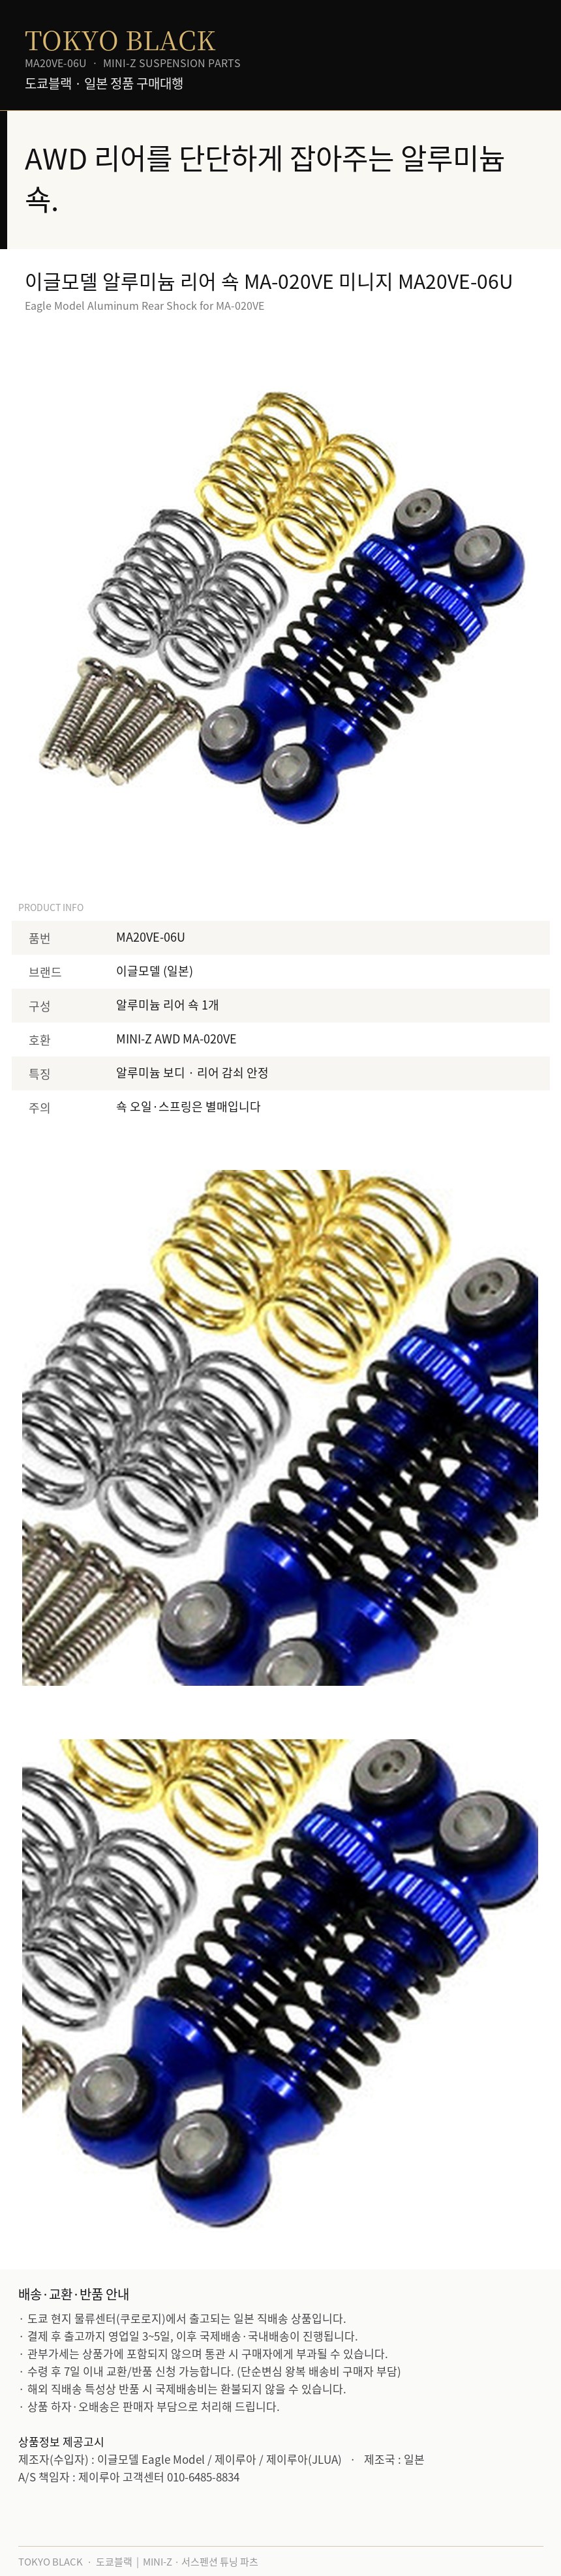 TOKYO BLACK
MA20VE-06U · MINI-Z SUSPENSION PARTS
도쿄블랙 · 일본 정품 구매대행
AWD 리어를 단단하게 잡아주는 알루미늄
쇽.
이글모델 알루미늄 리어 쇽 MA-020VE 미니지 MA20VE-06U
Eagle Model Aluminum Rear Shock for MA-020VE
PRODUCT INFO
품번 MA20VE-06U
브랜드 이글모델 (일본)
구성 알루미늄 리어 쇽 1개
호환 MINI-Z AWD MA-020VE
특징 알루미늄 보디 · 리어 감쇠 안정
주의 쇽 오일·스프링은 별매입니다
배송·교환·반품 안내
· 도쿄 현지 물류센터(쿠로로지)에서 출고되는 일본 직배송 상품입니다.
· 결제 후 출고까지 영업일 3~5일, 이후 국제배송·국내배송이 진행됩니다.
· 관부가세는 상품가에 포함되지 않으며 통관 시 구매자에게 부과될 수 있습니다.
· 수령 후 7일 이내 교환/반품 신청 가능합니다. (단순변심 왕복 배송비 구매자 부담)
· 해외 직배송 특성상 반품 시 국제배송비는 환불되지 않을 수 있습니다.
· 상품 하자·오배송은 판매자 부담으로 처리해 드립니다.
상품정보 제공고시
제조자(수입자) : 이글모델 Eagle Model / 제이루아 / 제이루아(JLUA) · 제조국 : 일본
A/S 책임자 : 제이루아 고객센터 010-6485-8834
TOKYO BLACK · 도쿄블랙 | MINI-Z · 서스펜션 튜닝 파츠